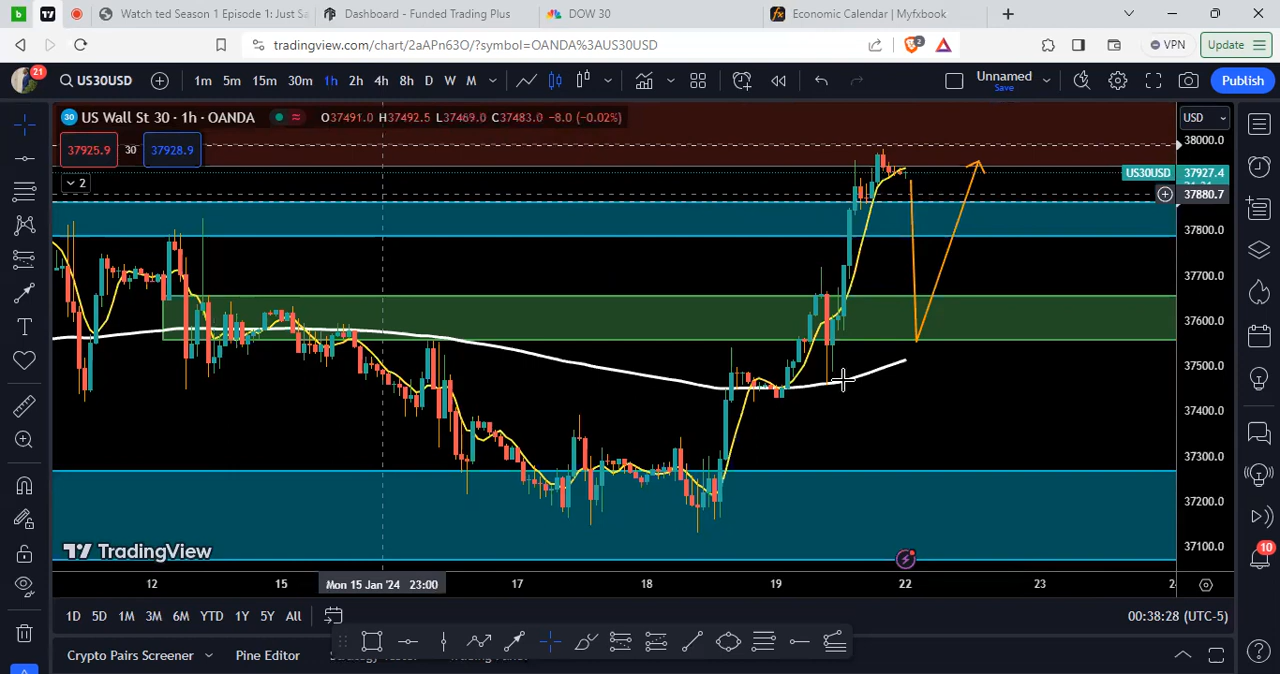 Watch ted Season 1 Episode 1: Just Sa
Dashboard - Funded Trading Plus
DOW 30
Economic Calendar | Myfxbook
tradingview.com/chart/2aAPn63O/?symbol=OANDA%3AUS30USD
2
VPN
Update
21
US30USD
1m 5m 15m 30m 1h 2h 4h 8h D W M
Unnamed
Save
Publish
30 US Wall St 30 · 1h · OANDA O37491.0 H37492.5 L37469.0 C37483.0 -8.0 (-0.02%)
USD
37925.9 30 37928.9
2
38000.0
US30USD 37927.4
37880.7
37800.0
37700.0
37600.0
37500.0
37400.0
37300.0
37200.0
37100.0
TradingView
12 15 Mon 15 Jan '24 23:00 17 18 19 22 23 2
10
1D 5D 1M 3M 6M YTD 1Y 5Y All
00:38:28 (UTC-5)
Crypto Pairs Screener Pine Editor